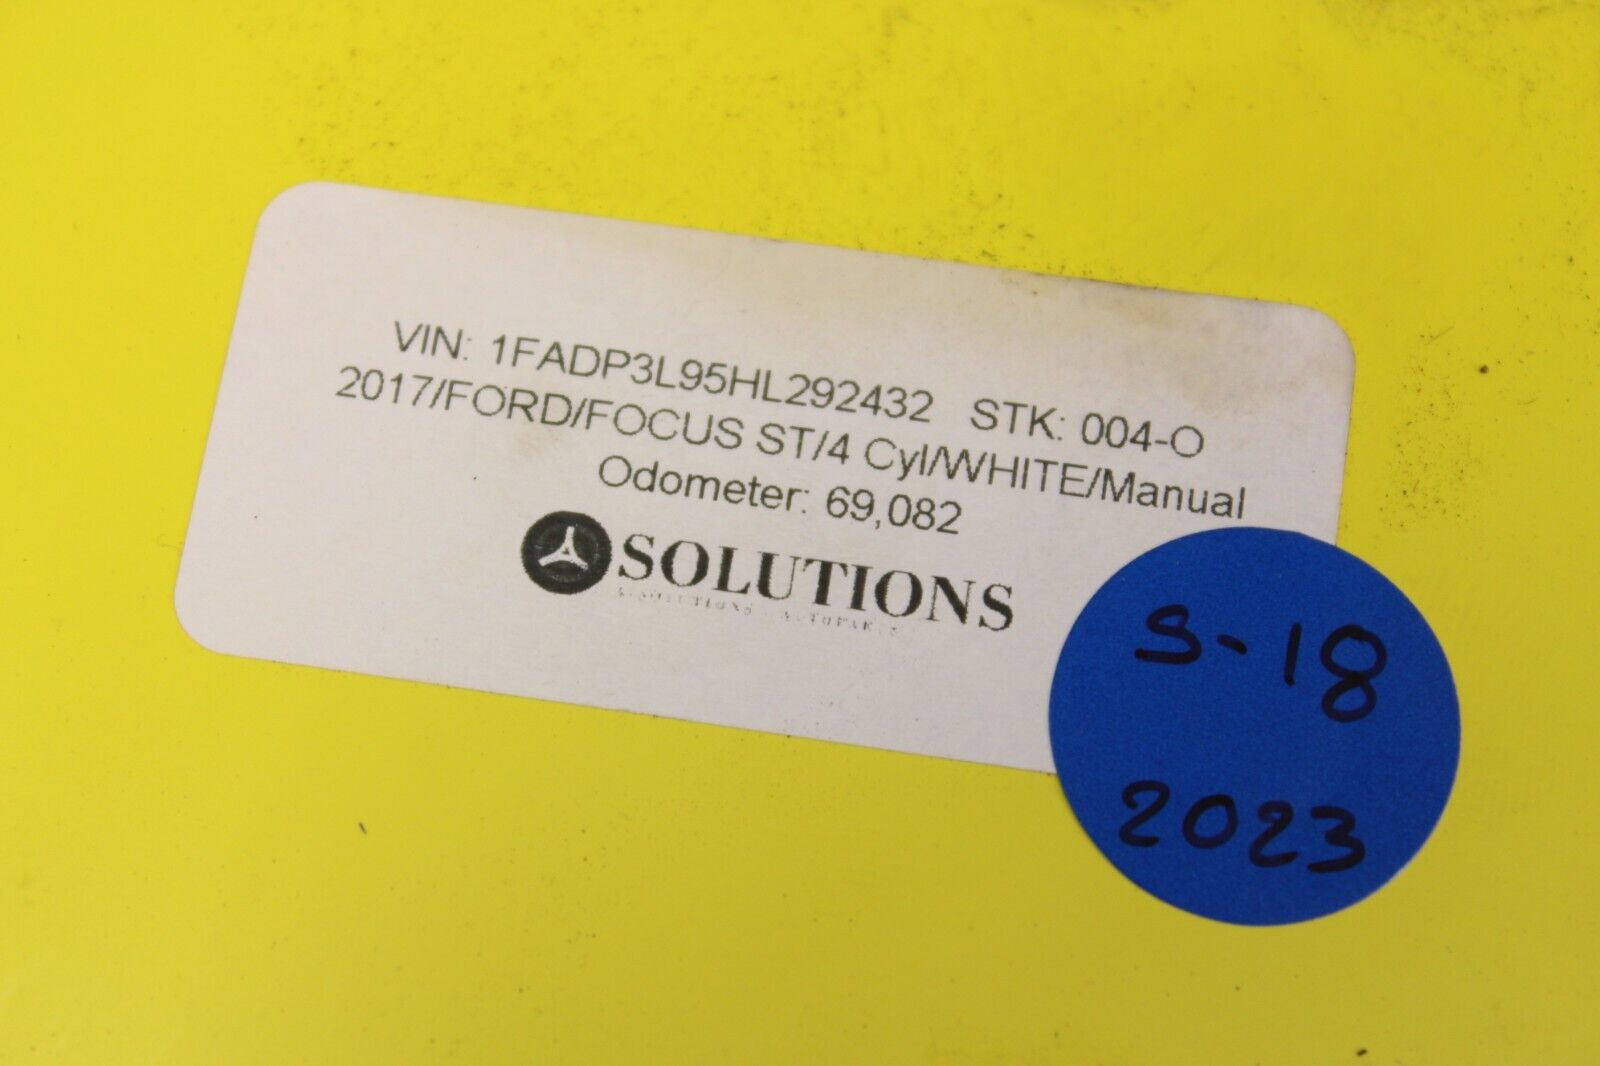 VIN: 1FADP3L95HL292432 STK: 004-O
2017/FORD/FOCUS ST/4 Cyl/WHITE/Manual
Odometer: 69,082
SOLUTIONS
S-18
2023